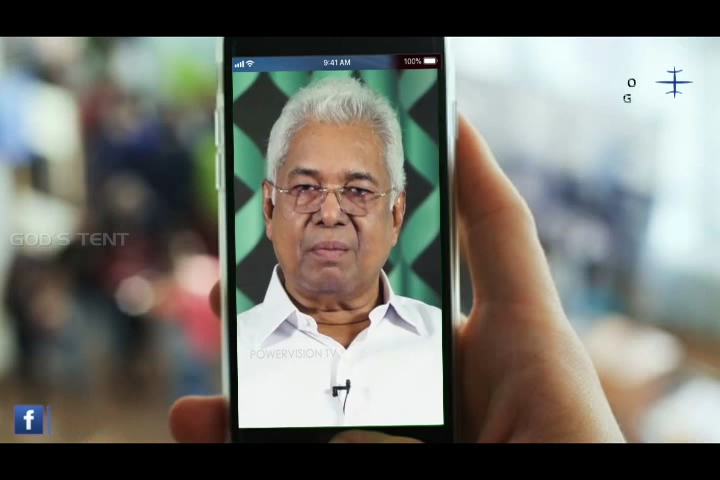 9:41 AM
100%
O
G
GOD'S TENT
POWERVISION TV
f